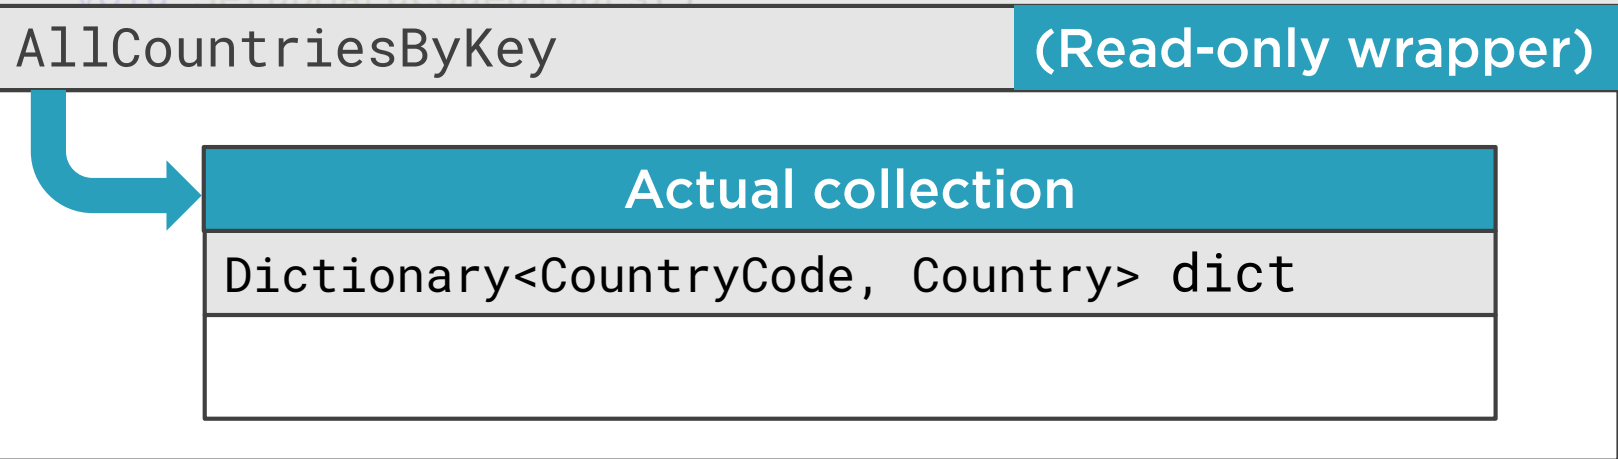 AllCountriesByKey (Read-only wrapper)
Actual collection
Dictionary<CountryCode, Country> dict